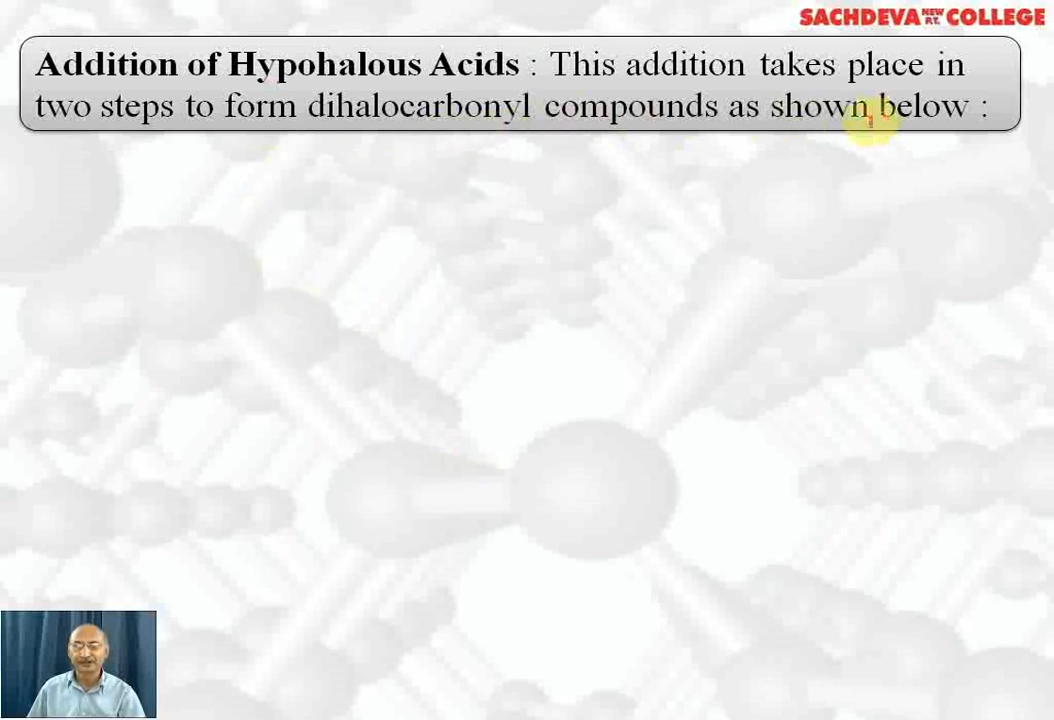 SACHDEVA NEW P.T. COLLEGE
Addition of Hypohalous Acids : This addition takes place in
two steps to form dihalocarbonyl compounds as shown below :